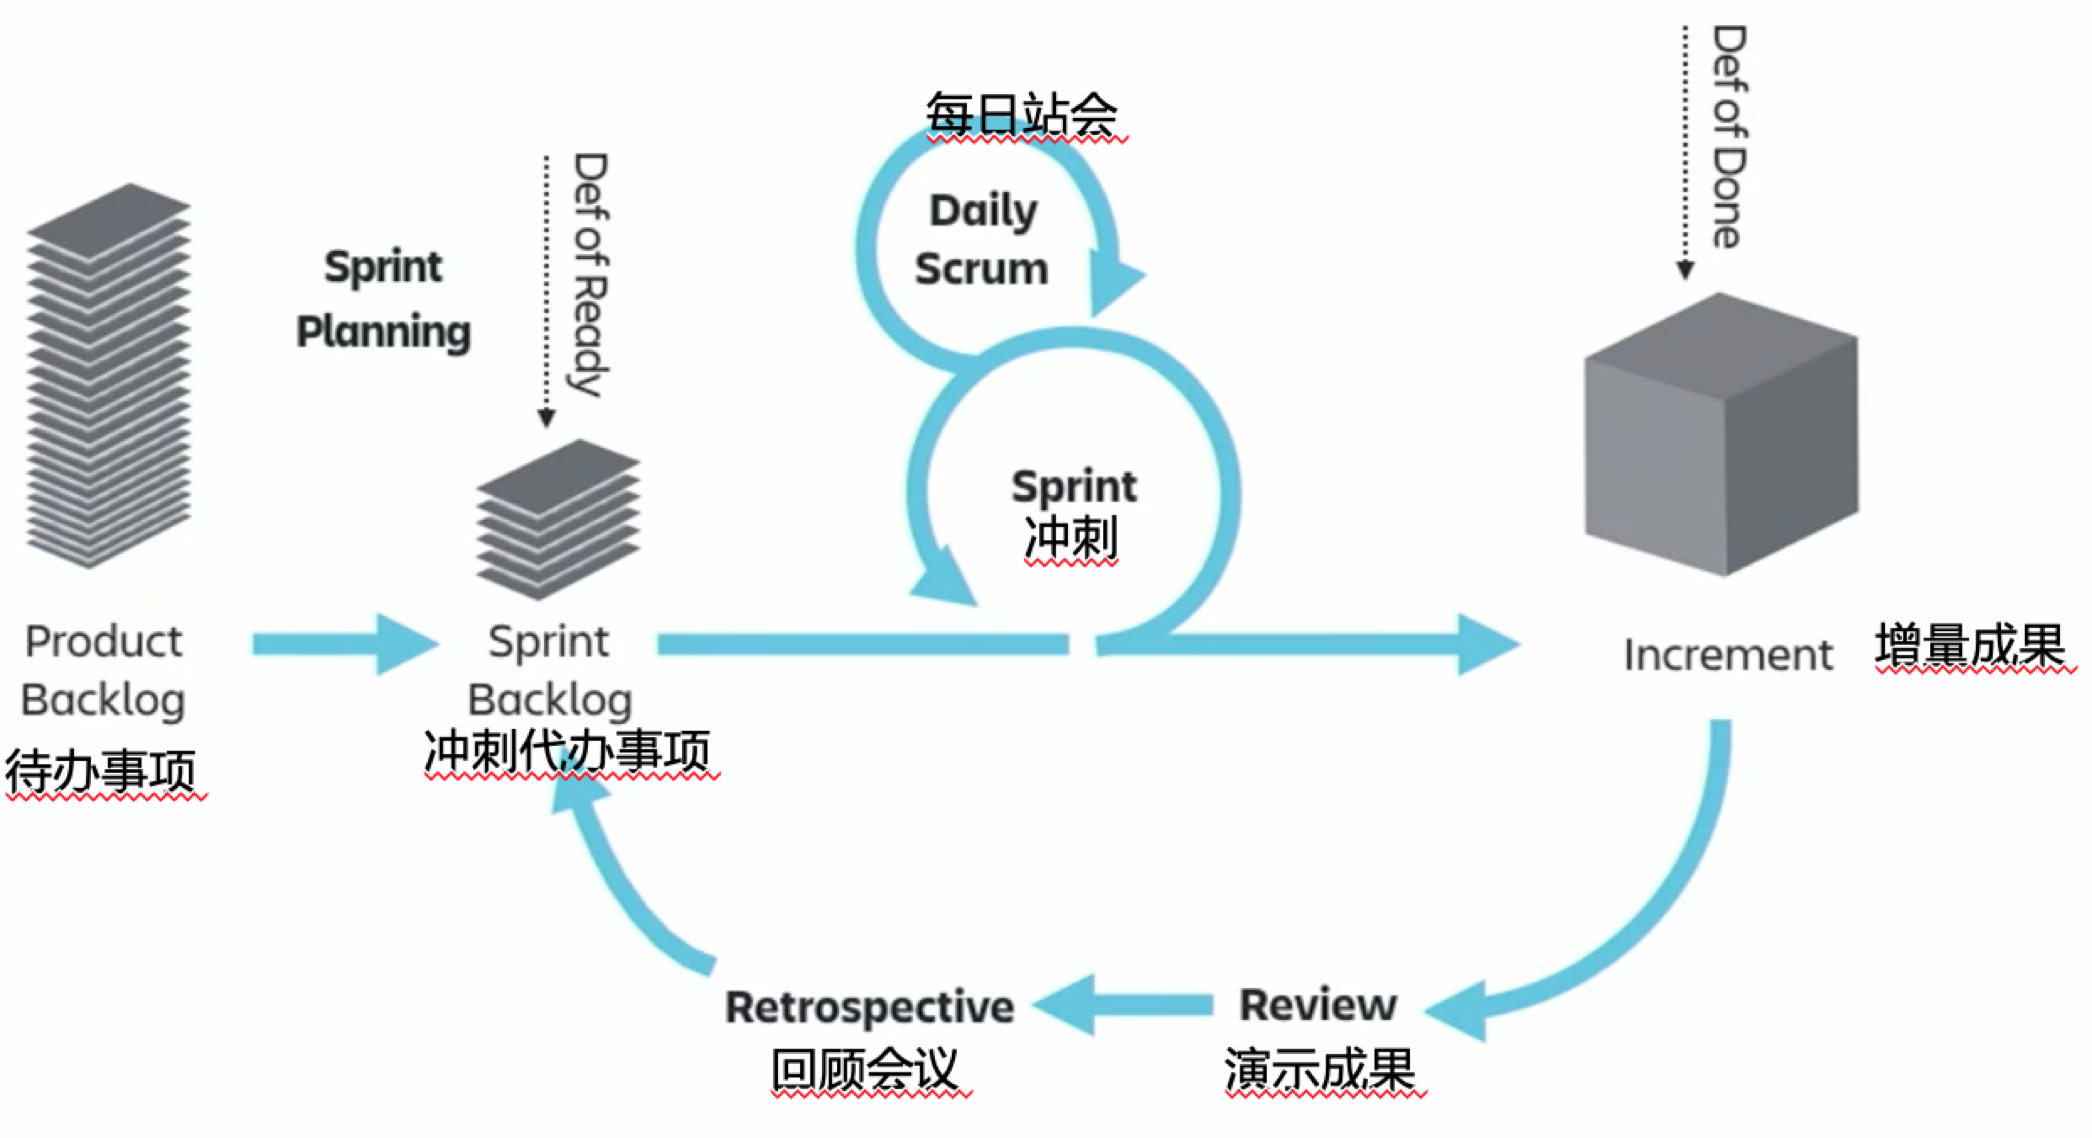 每日站会
Daily
Scrum
Def of Done
Def of Ready
Sprint
Planning
Sprint
冲刺
Product
Backlog
待办事项
Sprint
Backlog
冲刺代办事项
Increment
增量成果
Retrospective
回顾会议
Review
演示成果